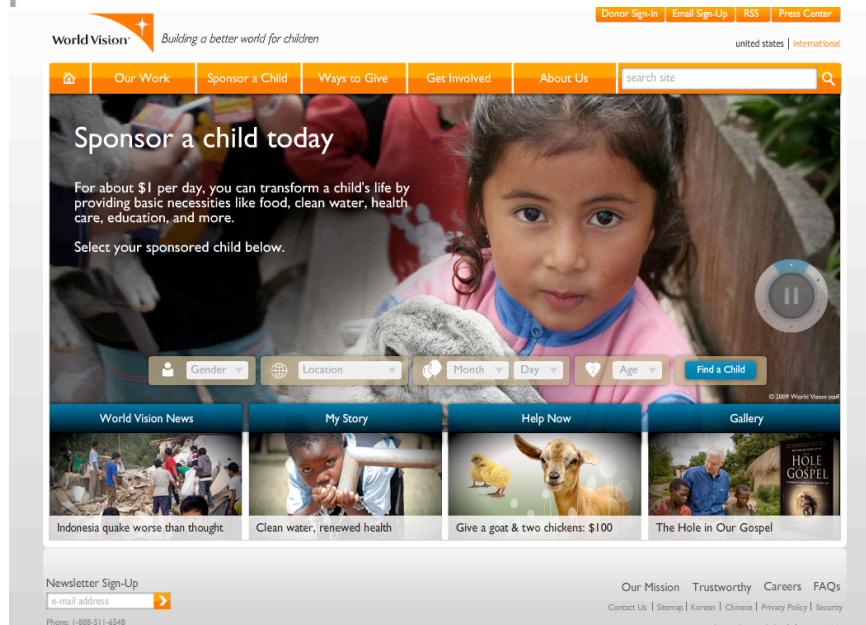 Donor Sign-In | Email Sign-Up | RSS | Press Center
World Vision
Building a better world for children
united states | international
Our Work
Sponsor a Child
Ways to Give
Get Involved
About Us
search site
Sponsor a child today
For about $1 per day, you can transform a child's life by
providing basic necessities like food, clean water, health
care, education, and more.
Select your sponsored child below.
Gender
Location
Month
Day
?
Age
Find a Child
© 2009 World Vision staff
World Vision News
My Story
Help Now
Gallery
THE
HOLE
IN OUR
GOSPEL
Indonesia quake worse than thought
Clean water, renewed health
Give a goat & two chickens: $100
The Hole in Our Gospel
Newsletter Sign-Up
e-mail address
Phone: 1-888-511-6548
Our Mission Trustworthy Careers FAQs
Contact Us | Sitemap | Korean | Chinese | Privacy Policy | Security